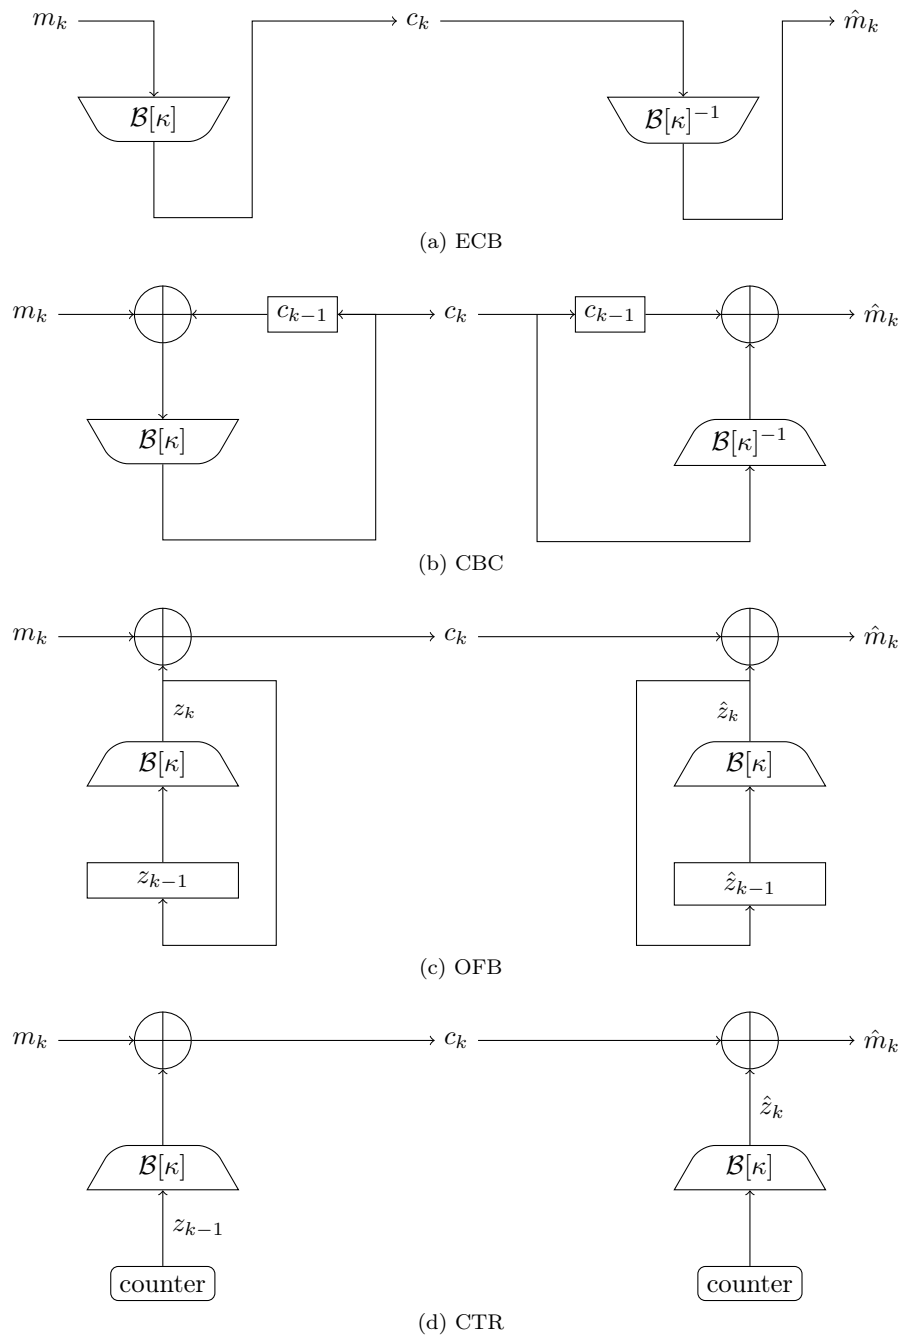 m_k c_k m̂_k
𝓑[κ] 𝓑[κ]⁻¹
(a) ECB
m_k c_{k−1} c_k c_{k−1} m̂_k
𝓑[κ] 𝓑[κ]⁻¹
(b) CBC
m_k c_k m̂_k
z_k ẑ_k
𝓑[κ] 𝓑[κ]
z_{k−1} ẑ_{k−1}
(c) OFB
m_k c_k m̂_k
ẑ_k
𝓑[κ] 𝓑[κ]
z_{k−1}
counter counter
(d) CTR